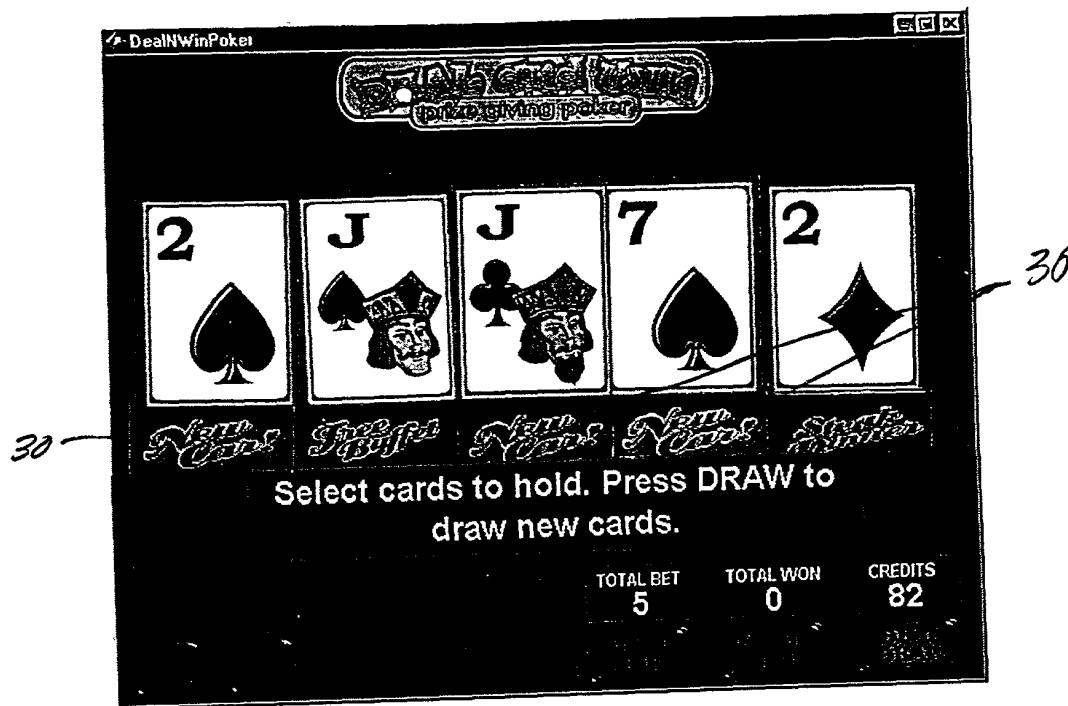 DealNWinPoker
prize giving poker
2 J J 7 2
30
30
New Car! Free Buffet New Car! New Car! Steak Dinner
Select cards to hold. Press DRAW to
draw new cards.
TOTAL BET TOTAL WON CREDITS
5 0 82